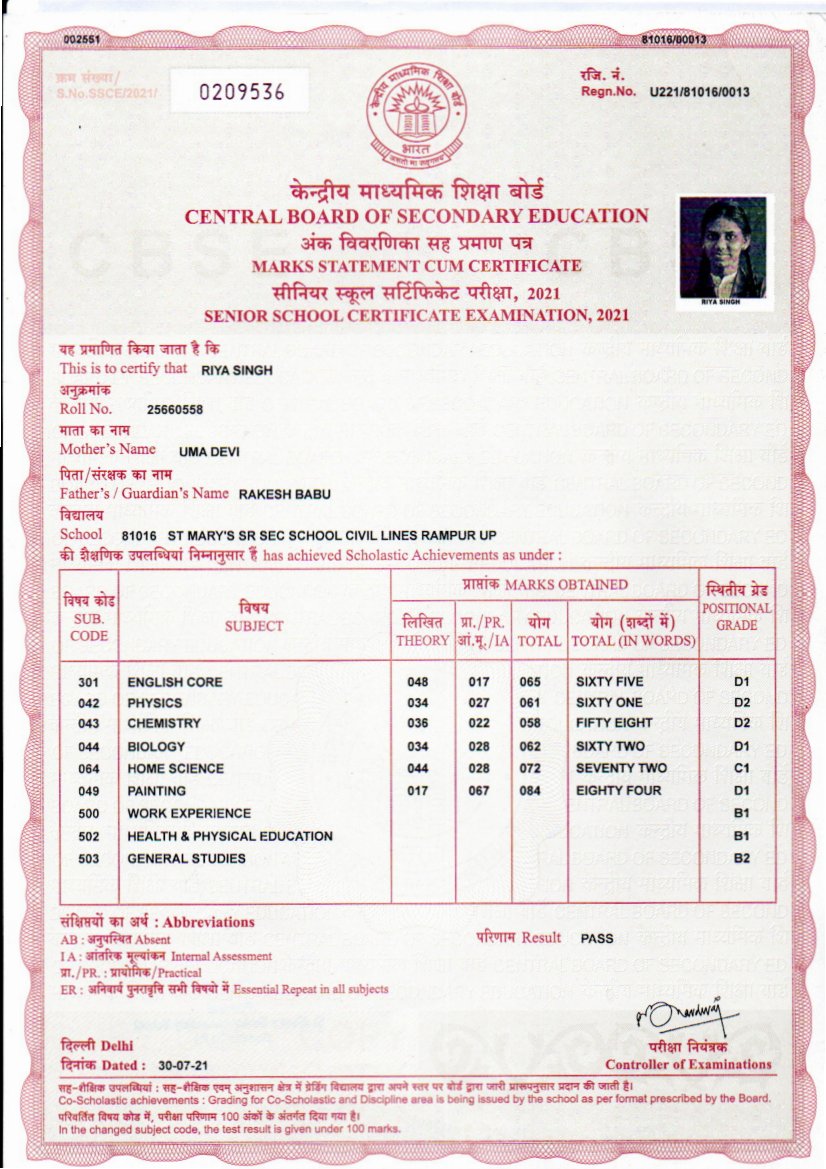 002551 81016/00013
क्रम संख्या/ रजि. नं.
S.No.SSCE/2021/ 0209536 Regn.No. U221/81016/0013
केन्द्रीय माध्यमिक शिक्षा बोर्ड
भारत
असतो मा सद्गमय
केन्द्रीय माध्यमिक शिक्षा बोर्ड
CENTRAL BOARD OF SECONDARY EDUCATION
अंक विवरणिका सह प्रमाण पत्र
MARKS STATEMENT CUM CERTIFICATE
सीनियर स्कूल सर्टिफिकेट परीक्षा, 2021
SENIOR SCHOOL CERTIFICATE EXAMINATION, 2021
RIYA SINGH
यह प्रमाणित किया जाता है कि
This is to certify that RIYA SINGH
अनुक्रमांक
Roll No. 25660558
माता का नाम
Mother's Name UMA DEVI
पिता/संरक्षक का नाम
Father's / Guardian's Name RAKESH BABU
विद्यालय
School 81016 ST MARY'S SR SEC SCHOOL CIVIL LINES RAMPUR UP
की शैक्षणिक उपलब्धियां निम्नानुसार हैं has achieved Scholastic Achievements as under :
विषय कोड SUB. CODE विषय SUBJECT प्राप्तांक MARKS OBTAINED स्थितीय ग्रेड POSITIONAL GRADE
लिखित THEORY प्रा./PR. आं.मू./IA योग TOTAL योग (शब्दों में) TOTAL (IN WORDS)
301 ENGLISH CORE 048 017 065 SIXTY FIVE D1
042 PHYSICS 034 027 061 SIXTY ONE D2
043 CHEMISTRY 036 022 058 FIFTY EIGHT D2
044 BIOLOGY 034 028 062 SIXTY TWO D1
064 HOME SCIENCE 044 028 072 SEVENTY TWO C1
049 PAINTING 017 067 084 EIGHTY FOUR D1
500 WORK EXPERIENCE B1
502 HEALTH & PHYSICAL EDUCATION B1
503 GENERAL STUDIES B2
संक्षिप्तयों का अर्थ : Abbreviations
AB : अनुपस्थित Absent परिणाम Result PASS
I A : आंतरिक मूल्यांकन Internal Assessment
प्रा./PR. : प्रायोगिक/Practical
ER : अनिवार्य पुनरावृत्ति सभी विषयो में Essential Repeat in all subjects
दिल्ली Delhi परीक्षा नियंत्रक
दिनांक Dated : 30-07-21 Controller of Examinations
सह-शैक्षिक उपलब्धियां : सह-शैक्षिक एवम् अनुशासन क्षेत्र में ग्रेडिंग विद्यालय द्वारा अपने स्तर पर बोर्ड द्वारा जारी प्रारूपनुसार प्रदान की जाती है।
Co-Scholastic achievements : Grading for Co-Scholastic and Discipline area is being issued by the school as per format prescribed by the Board.
परिवर्तित विषय कोड में, परीक्षा परिणाम 100 अंकों के अंतर्गत दिया गया है।
In the changed subject code, the test result is given under 100 marks.